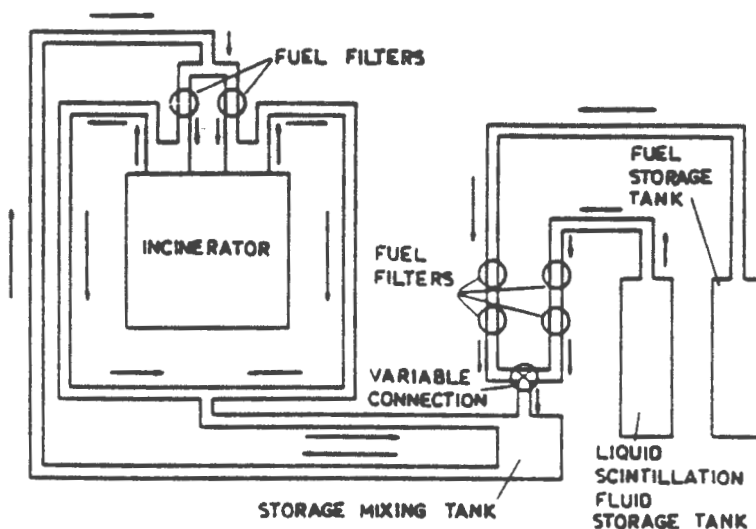 FUEL FILTERS
FUEL
STORAGE
TANK
INCINERATOR
FUEL
FILTERS
VARIABLE
CONNECTION
LIQUID
SCINTILLATION
FLUID
STORAGE TANK
STORAGE MIXING TANK